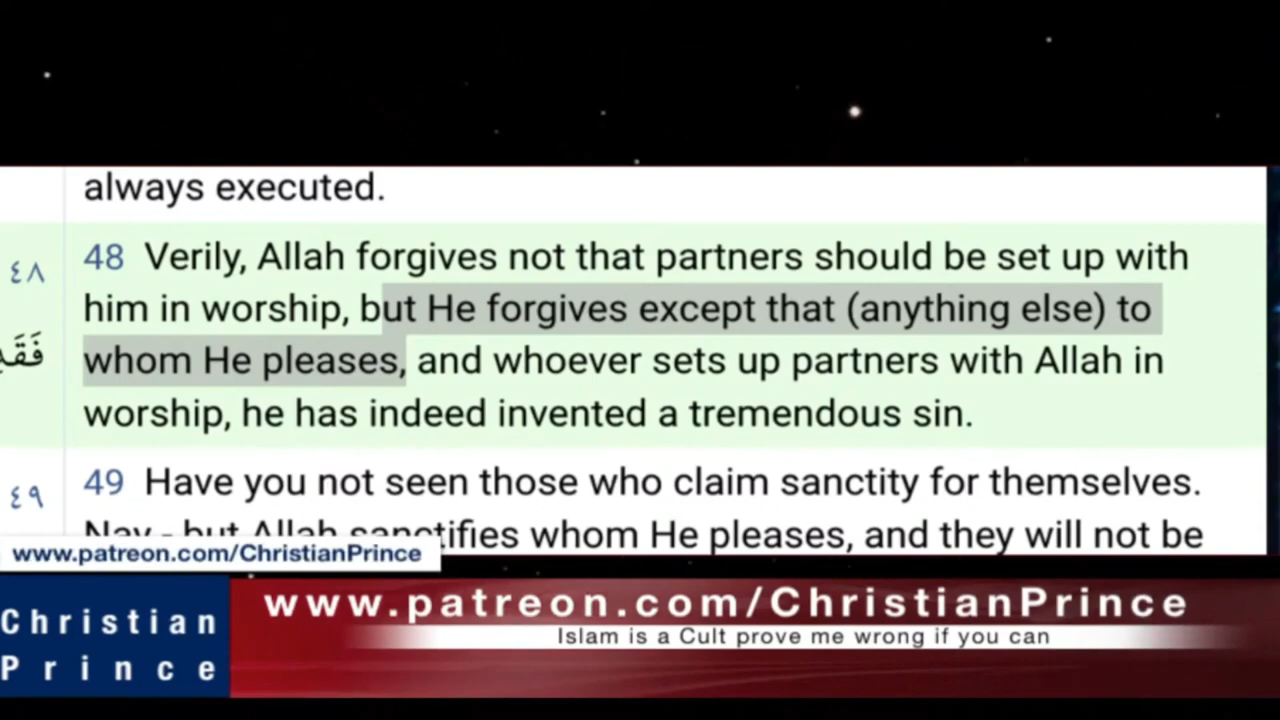 always executed.
٤٨
48 Verily, Allah forgives not that partners should be set up with
him in worship, but He forgives except that (anything else) to
whom He pleases, and whoever sets up partners with Allah in
worship, he has indeed invented a tremendous sin.
٤٩
49 Have you not seen those who claim sanctity for themselves.
Nay - but Allah sanctifies whom He pleases, and they will not be
www.patreon.com/ChristianPrince
Christian
Prince
www.patreon.com/ChristianPrince
Islam is a Cult prove me wrong if you can